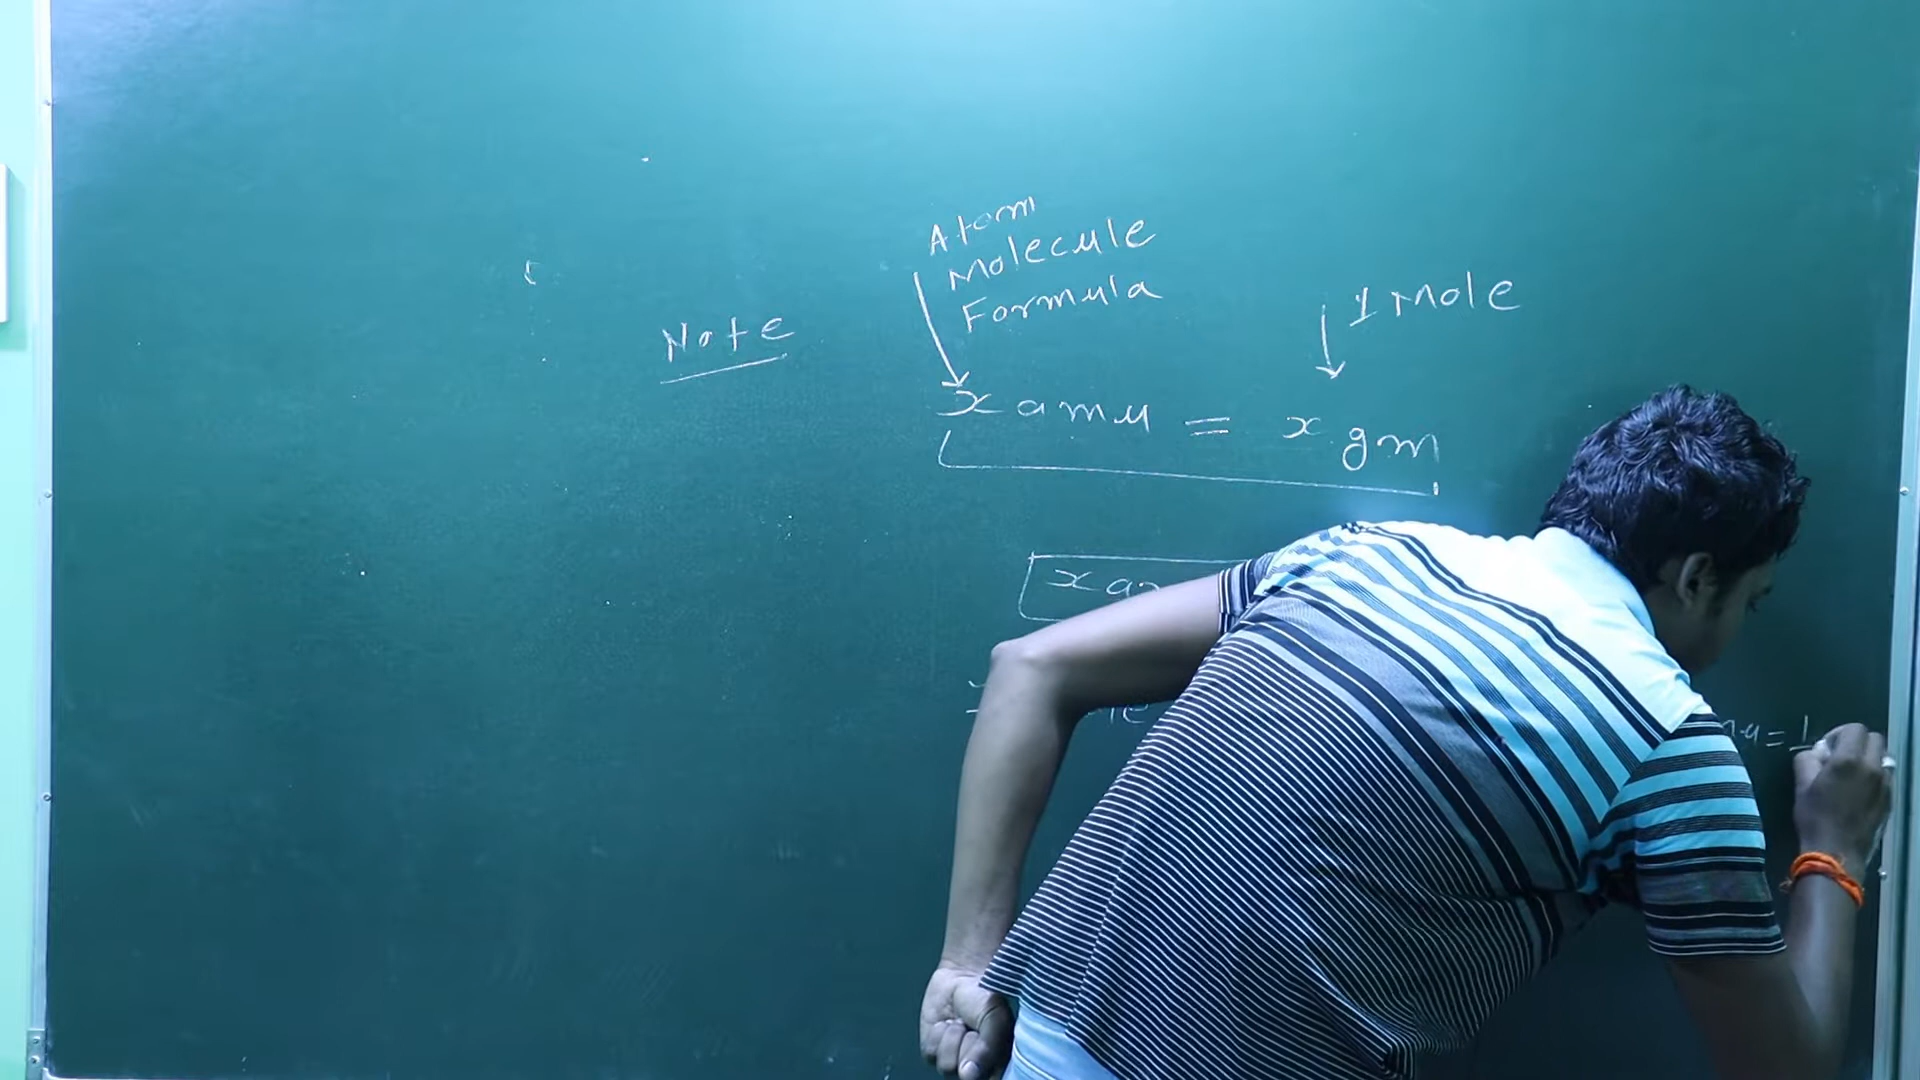 Atom
Molecule
Formula
Note
1 Mole
x amu = x gm
x a